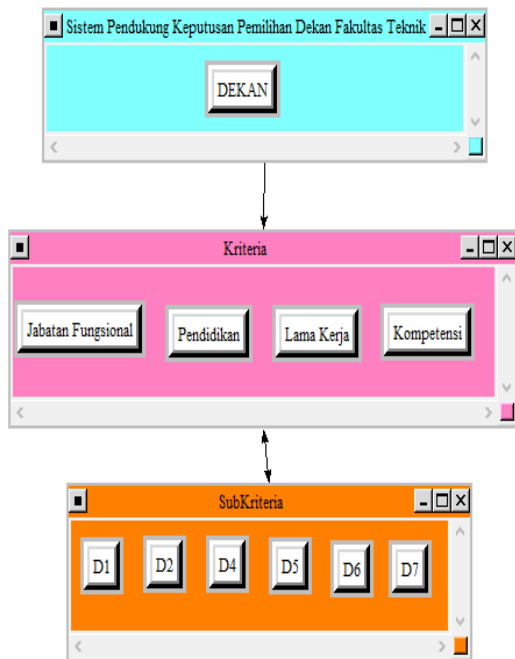 Sistem Pendukung Keputusan Pemilihan Dekan Fakultas Teknik
DEKAN
Kriteria
Jabatan Fungsional
Pendidikan
Lama Kerja
Kompetensi
SubKriteria
D1
D2
D4
D5
D6
D7